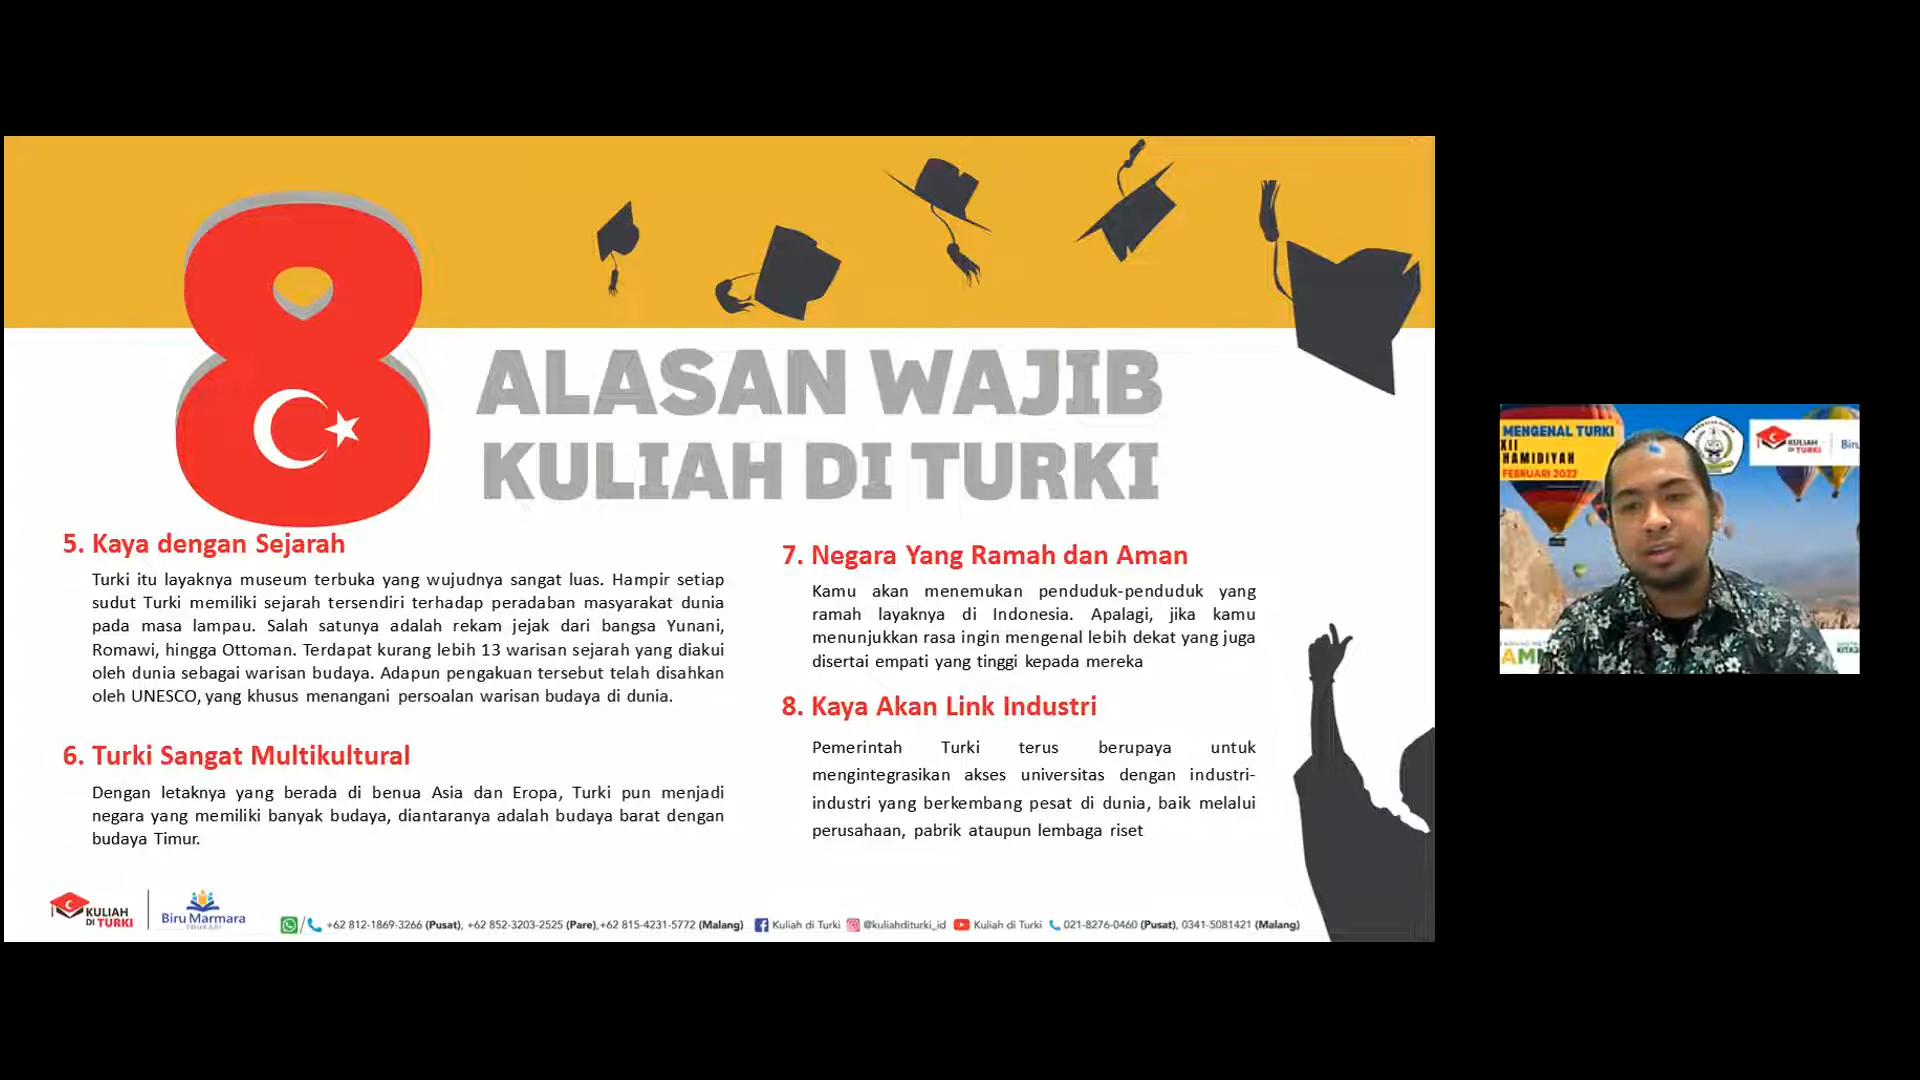 8
ALASAN WAJIB
KULIAH DI TURKI
5. Kaya dengan Sejarah
Turki itu layaknya museum terbuka yang wujudnya sangat luas. Hampir setiap
sudut Turki memiliki sejarah tersendiri terhadap peradaban masyarakat dunia
pada masa lampau. Salah satunya adalah rekam jejak dari bangsa Yunani,
Romawi, hingga Ottoman. Terdapat kurang lebih 13 warisan sejarah yang diakui
oleh dunia sebagai warisan budaya. Adapun pengakuan tersebut telah disahkan
oleh UNESCO, yang khusus menangani persoalan warisan budaya di dunia.
6. Turki Sangat Multikultural
Dengan letaknya yang berada di benua Asia dan Eropa, Turki pun menjadi
negara yang memiliki banyak budaya, diantaranya adalah budaya barat dengan
budaya Timur.
7. Negara Yang Ramah dan Aman
Kamu akan menemukan penduduk-penduduk yang
ramah layaknya di Indonesia. Apalagi, jika kamu
menunjukkan rasa ingin mengenal lebih dekat yang juga
disertai empati yang tinggi kepada mereka
8. Kaya Akan Link Industri
Pemerintah Turki terus berupaya untuk
mengintegrasikan akses universitas dengan industri-
industri yang berkembang pesat di dunia, baik melalui
perusahaan, pabrik ataupun lembaga riset
KULIAH
DI TURKI
Biru Marmara
+62 812-1869-3266 (Pusat), +62 852-3203-2525 (Pare),+62 815-4231-5772 (Malang) Kuliah di Turki @kuliahditurki_id Kuliah di Turki 021-8276-0460 (Pusat), 0341-5081421 (Malang)
MENGENAL TURKI
XII
HAMIDIYAH
FEBRUARI 2022
KULIAH
DI TURKI
Biru